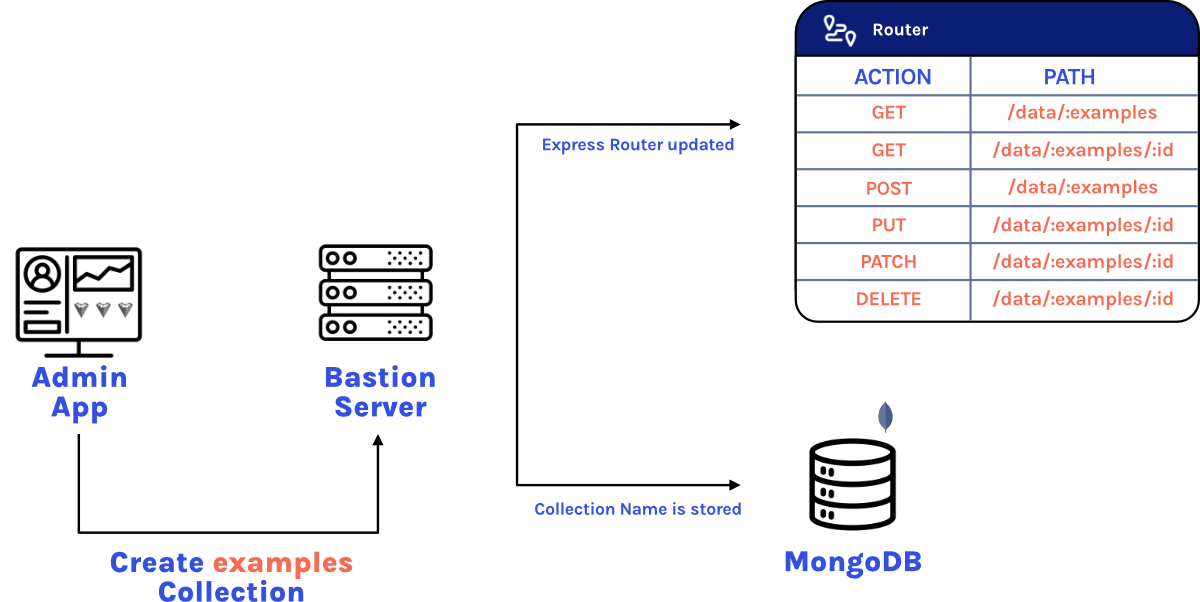 Router
ACTION PATH
GET /data/:examples
GET /data/:examples/:id
POST /data/:examples
PUT /data/:examples/:id
PATCH /data/:examples/:id
DELETE /data/:examples/:id
Express Router updated
Admin
App
Bastion
Server
Create examples
Collection
Collection Name is stored
MongoDB